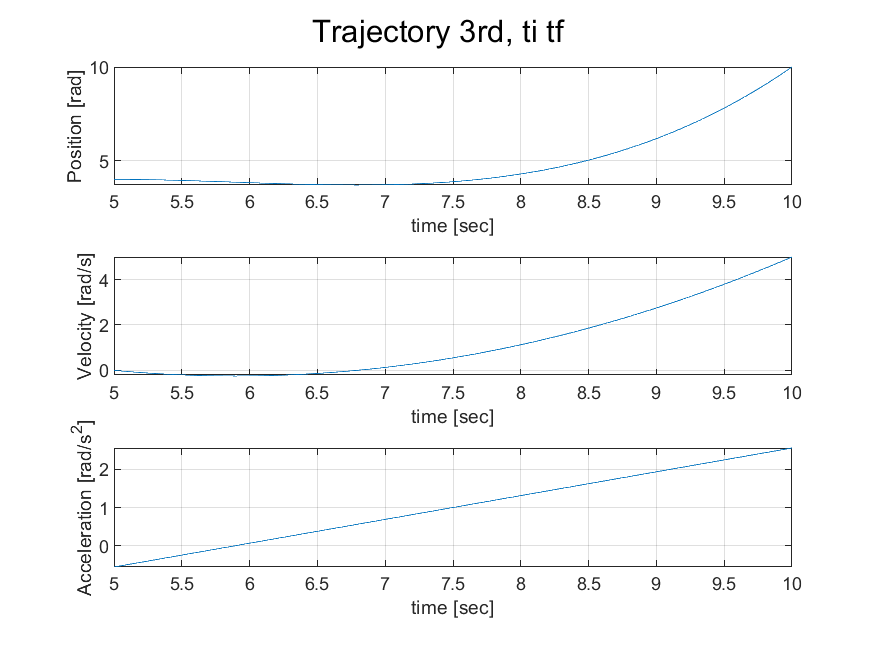 Trajectory 3rd, ti tf
Position [rad]
10
5
5 5.5 6 6.5 7 7.5 8 8.5 9 9.5 10
time [sec]
Velocity [rad/s]
4
2
0
5 5.5 6 6.5 7 7.5 8 8.5 9 9.5 10
time [sec]
Acceleration [rad/s²]
2
1
0
5 5.5 6 6.5 7 7.5 8 8.5 9 9.5 10
time [sec]